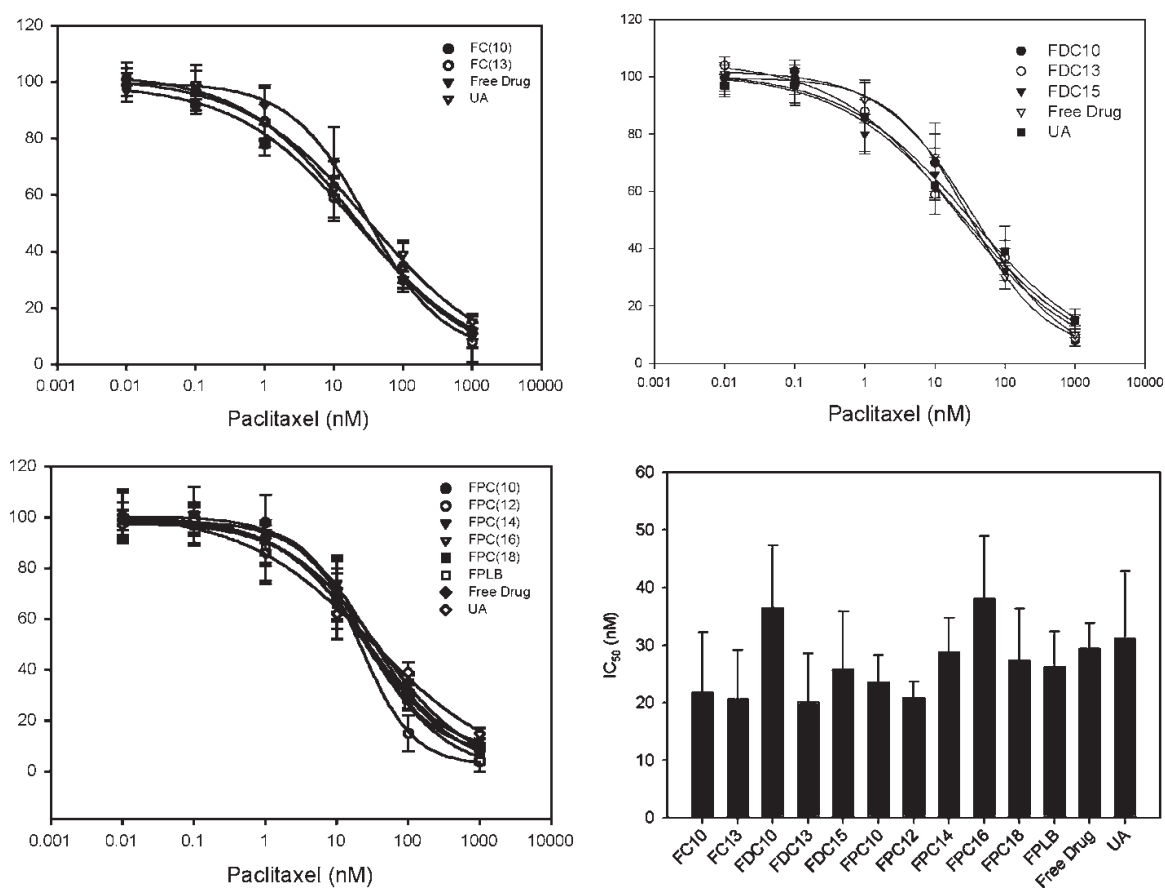 120
100
80
60
40
20
0
0.001 0.01 0.1 1 10 100 1000 10000
Paclitaxel (nM)
FC(10)
FC(13)
Free Drug
UA
120
100
80
60
40
20
0
0.001 0.01 0.1 1 10 100 1000 10000
Paclitaxel (nM)
FDC10
FDC13
FDC15
Free Drug
UA
120
100
80
60
40
20
0
0.001 0.01 0.1 1 10 100 1000 10000
Paclitaxel (nM)
FPC(10)
FPC(12)
FPC(14)
FPC(16)
FPC(18)
FPLB
Free Drug
UA
60
50
40
30
20
10
0
IC₅₀ (nM)
FC10 FC13 FDC10 FDC13 FDC15 FPC10 FPC12 FPC14 FPC16 FPC18 FPLB Free Drug UA